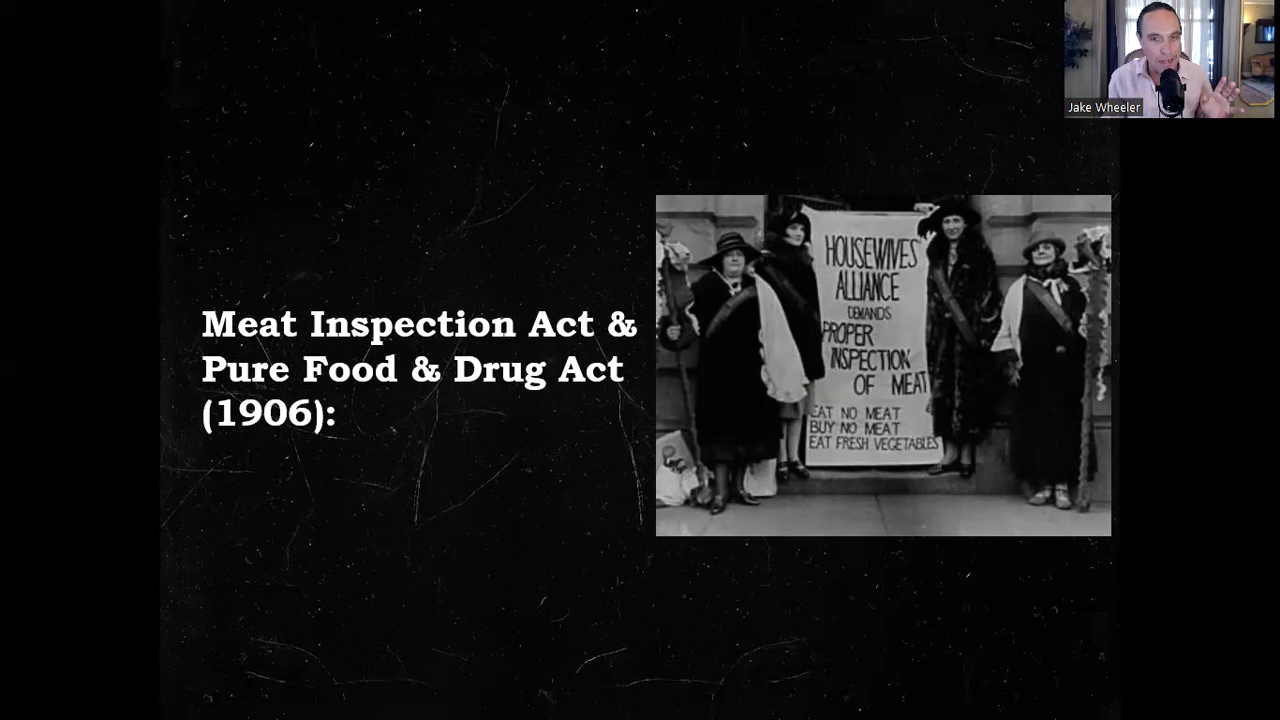 Jake Wheeler
Meat Inspection Act &
Pure Food & Drug Act
(1906):
HOUSEWIVES'
ALLIANCE
DEMANDS
PROPER
INSPECTION
OF MEAT
EAT NO MEAT
BUY NO MEAT
EAT FRESH VEGETABLES